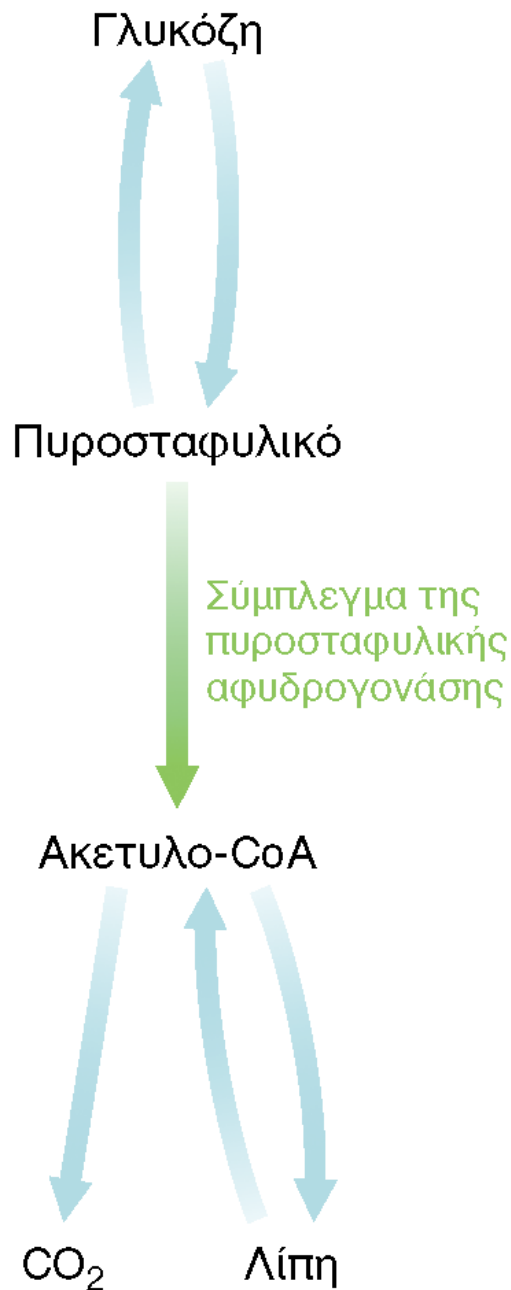 Γλυκόζη
Πυροσταφυλικό
Σύμπλεγμα της
πυροσταφυλικής
αφυδρογονάσης
Ακετυλο-CoA
CO₂ Λίπη